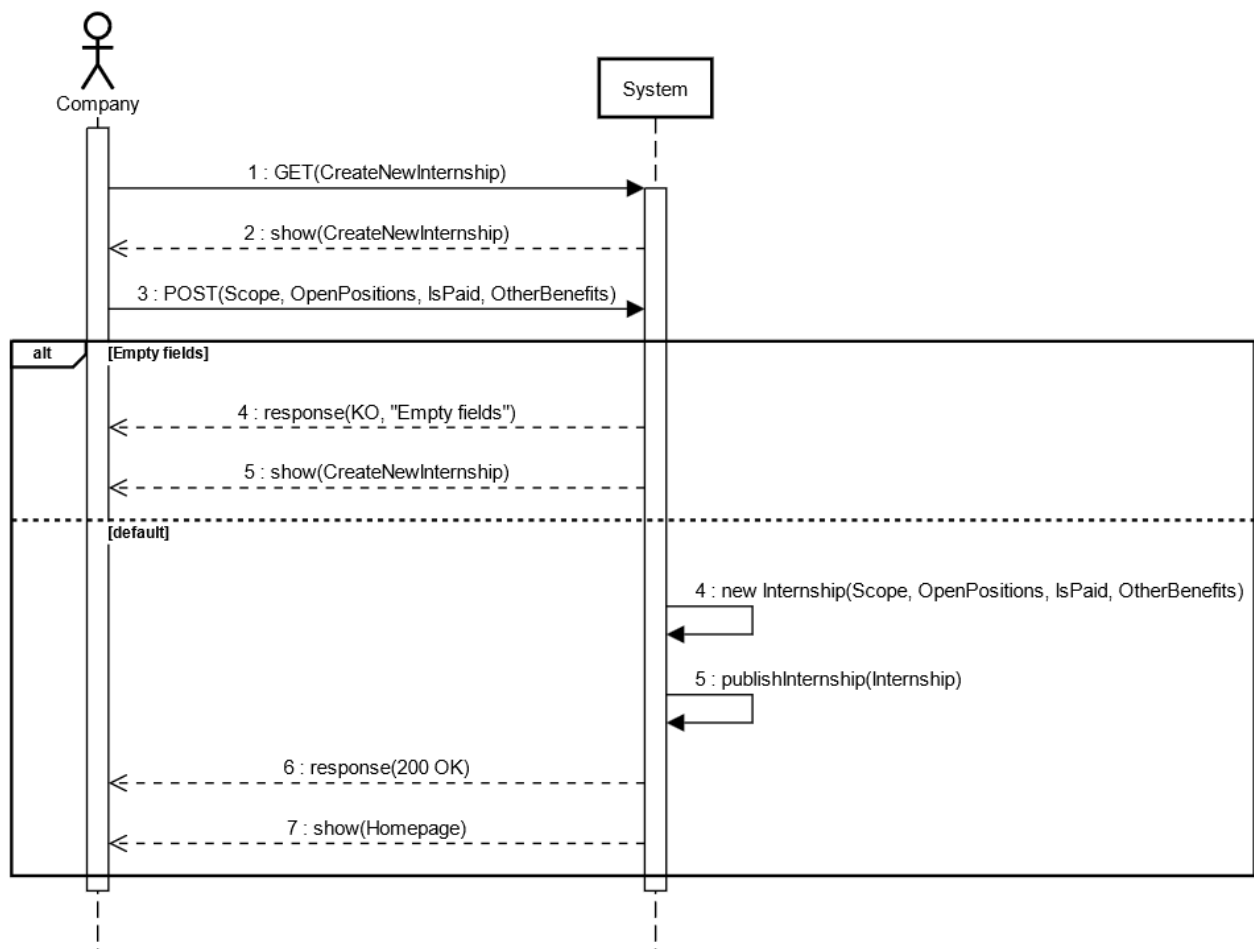 Company
System
1 : GET(CreateNewInternship)
2 : show(CreateNewInternship)
3 : POST(Scope, OpenPositions, IsPaid, OtherBenefits)
alt
[Empty fields]
4 : response(KO, "Empty fields")
5 : show(CreateNewInternship)
[default]
4 : new Internship(Scope, OpenPositions, IsPaid, OtherBenefits)
5 : publishInternship(Internship)
6 : response(200 OK)
7 : show(Homepage)